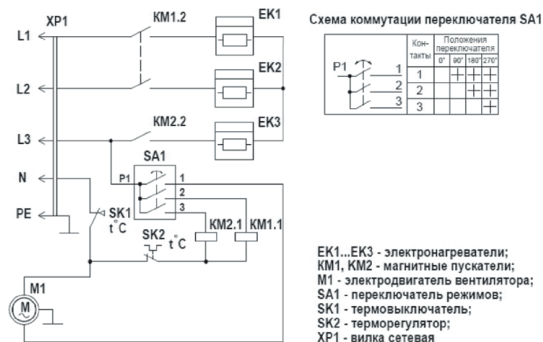 XP1
KM1.2
EK1
L1
EK2
L2
KM2.2
EK3
L3
SA1
P1
1
2
3
N
PE
SK1
t°C
SK2
t°C
KM2.1
KM1.1
M1
M
Схема коммутации переключателя SA1
P1
1
2
3
Кон-
такты
Положения
переключателя
0° 90° 180° 270°
1 + + +
2 + +
3 +
EK1...EK3 - электронагреватели;
KM1, KM2 - магнитные пускатели;
M1 - электродвигатель вентилятора;
SA1 - переключатель режимов;
SK1 - термовыключатель;
SK2 - терморегулятор;
XP1 - вилка сетевая